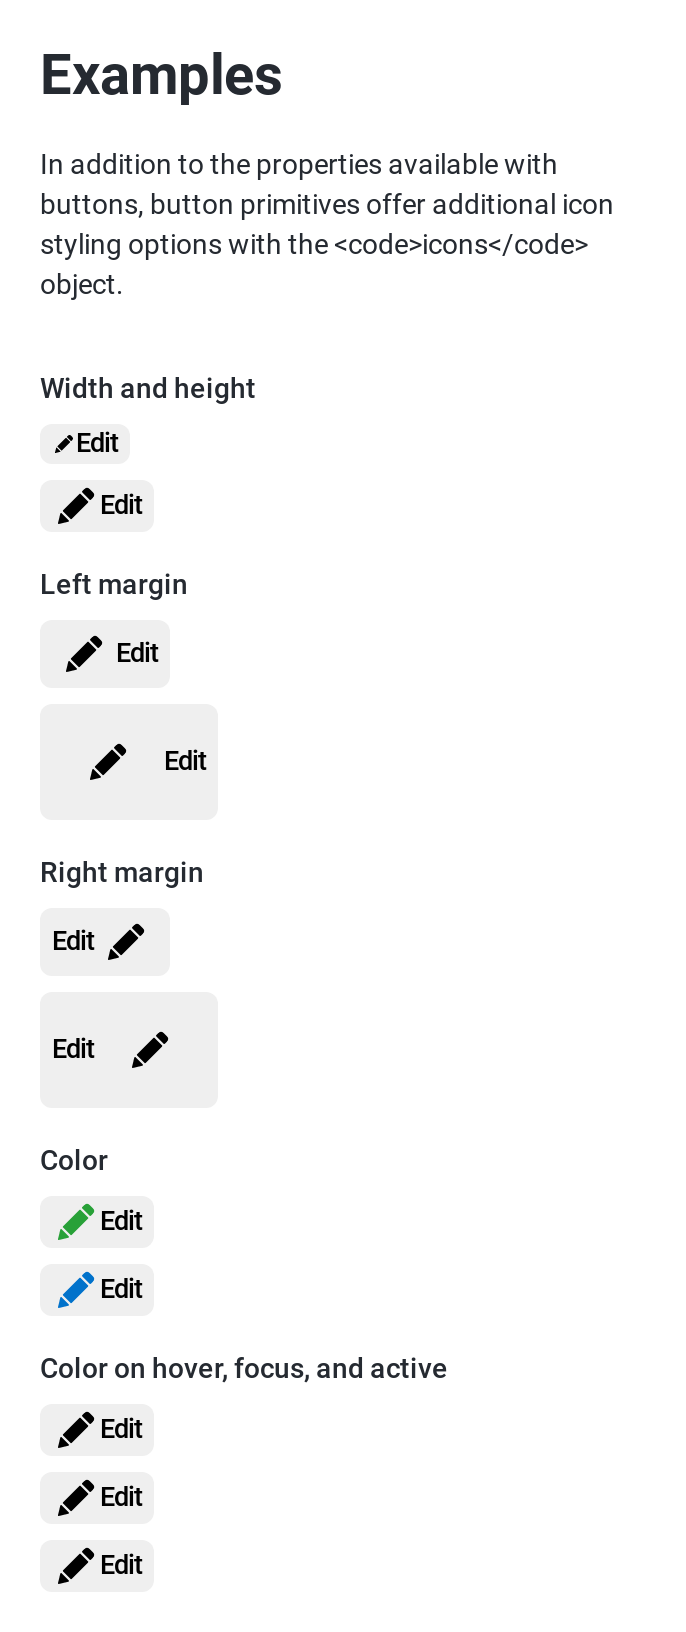 Examples
In addition to the properties available with
buttons, button primitives offer additional icon
styling options with the <code>icons</code>
object.
Width and height
Edit
Edit
Left margin
Edit
Edit
Right margin
Edit
Edit
Color
Edit
Edit
Color on hover, focus, and active
Edit
Edit
Edit